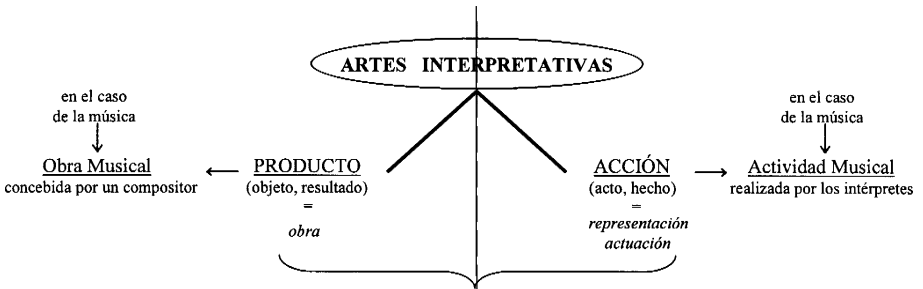 ARTES INTERPRETATIVAS
en el caso
de la música
Obra Musical
concebida por un compositor
PRODUCTO
(objeto, resultado)
=
obra
ACCIÓN
(acto, hecho)
=
representación
actuación
en el caso
de la música
Actividad Musical
realizada por los intérpretes